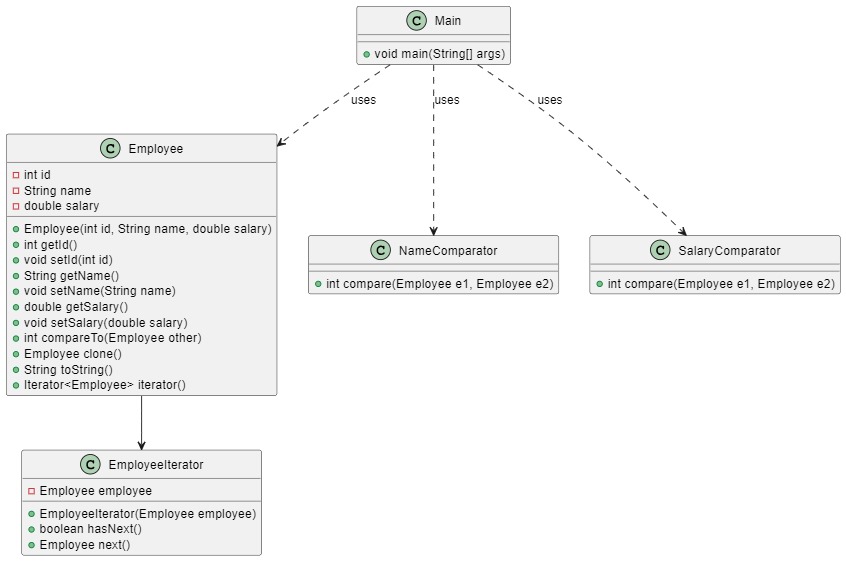 C Main
void main(String[] args)
uses
uses
uses
C Employee
int id
String name
double salary
Employee(int id, String name, double salary)
int getId()
void setId(int id)
String getName()
void setName(String name)
double getSalary()
void setSalary(double salary)
int compareTo(Employee other)
Employee clone()
String toString()
Iterator<Employee> iterator()
C NameComparator
int compare(Employee e1, Employee e2)
C SalaryComparator
int compare(Employee e1, Employee e2)
C EmployeeIterator
Employee employee
EmployeeIterator(Employee employee)
boolean hasNext()
Employee next()